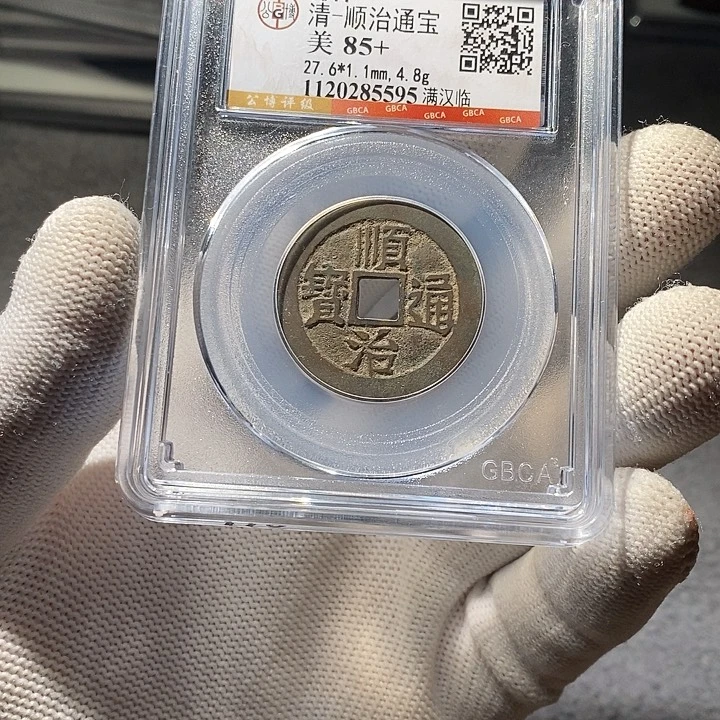 清-顺治通宝
美 85+
27.6*1.1mm, 4.8g
1120285595 满汉临
公博评级
GBCA GBCA GBCA GBCA GBCA
順
寶 通
治
GBCA